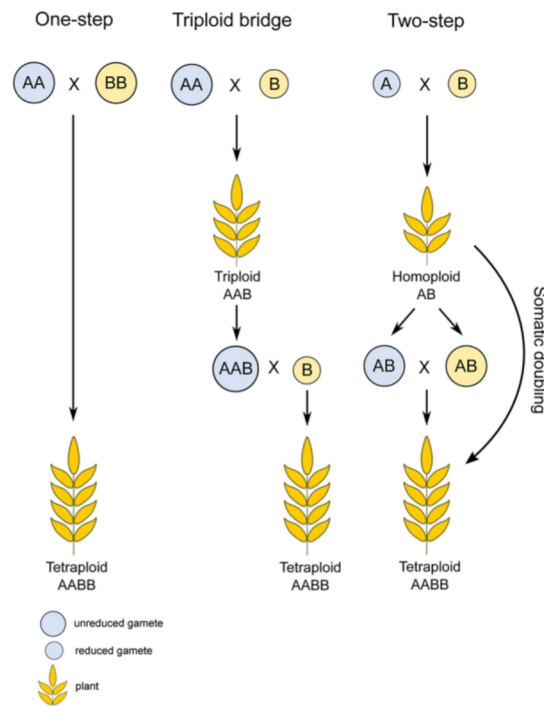 One-step Triploid bridge Two-step
AA X BB AA X B A X B
Triploid Homoploid
AAB AB
Somatic doubling
AAB X B AB X AB
Tetraploid Tetraploid Tetraploid
AABB AABB AABB
unreduced gamete
reduced gamete
plant